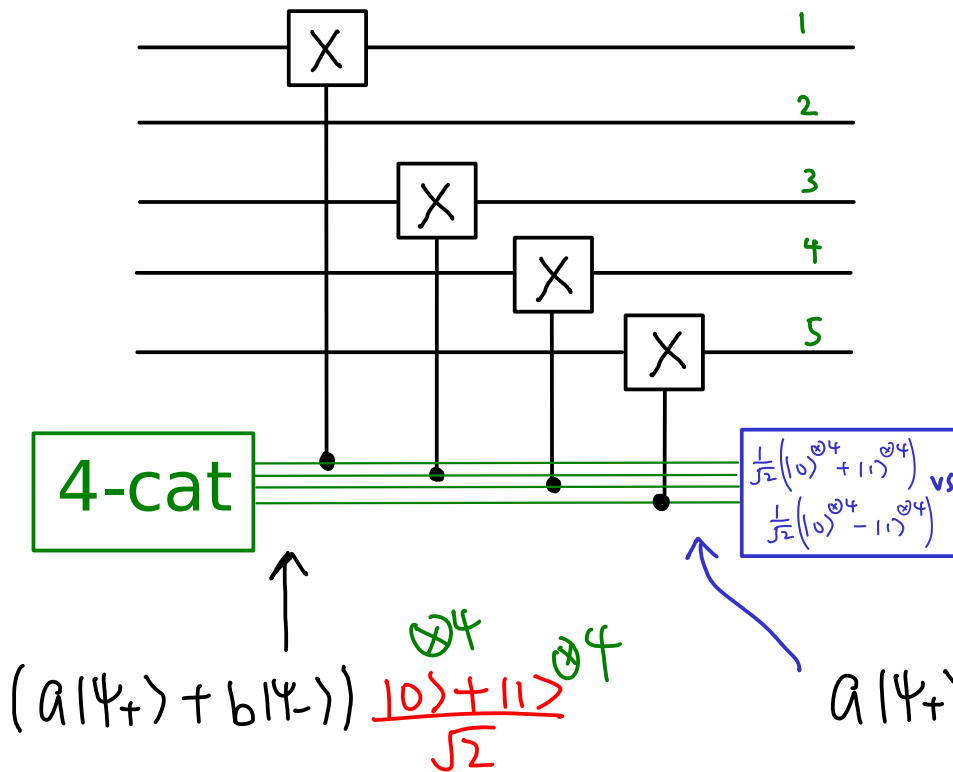 1
X
2
3
X
4
X
5
X
4-cat
1/√2 (|0⟩^⊗4 + |1⟩^⊗4) vs
1/√2 (|0⟩^⊗4 − |1⟩^⊗4)
(a|Ψ₊⟩ + b|Ψ₋⟩) (|0⟩^⊗4 + |1⟩^⊗4)/√2
a|Ψ₊⟩